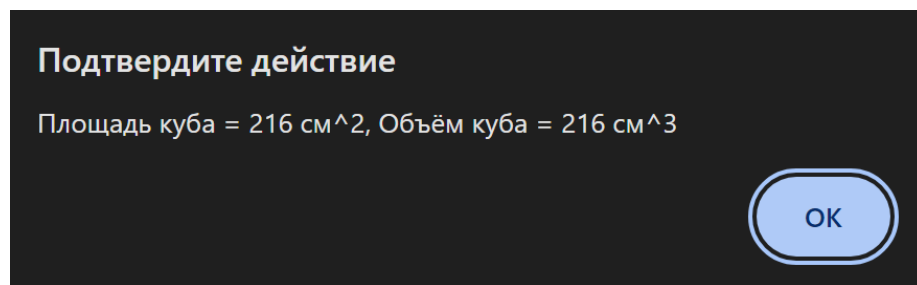 Подтвердите действие
Площадь куба = 216 см^2, Объём куба = 216 см^3
ОК